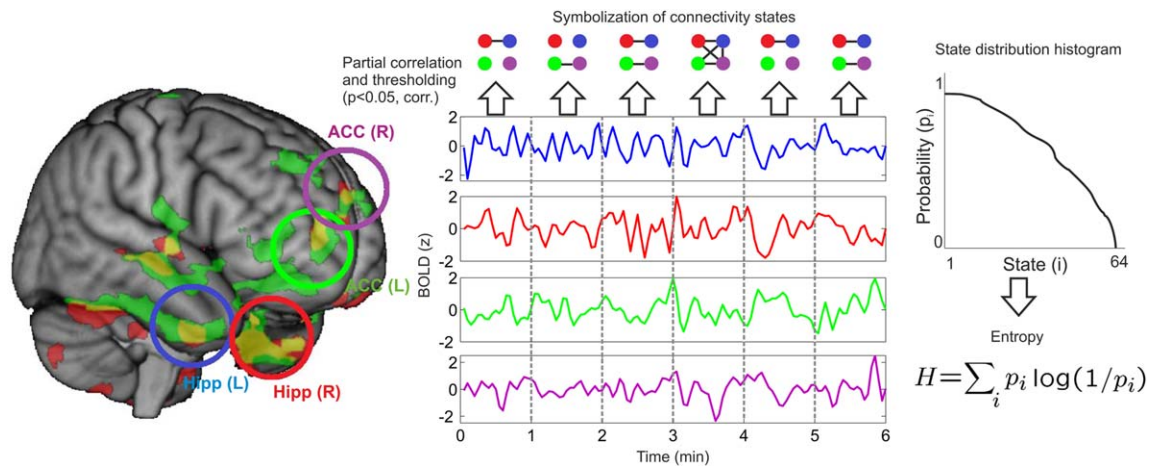 Symbolization of connectivity states
Partial correlation
and thresholding
(p<0.05, corr.)
State distribution histogram
ACC (R)
ACC (L)
Hipp (L)
Hipp (R)
BOLD (z)
2
0
-2
2
0
-2
2
0
-2
2
0
-2
0 1 2 3 4 5 6
Time (min)
1
Probability (pi)
0
1 64
State (i)
Entropy
H=∑i pi log(1/pi)